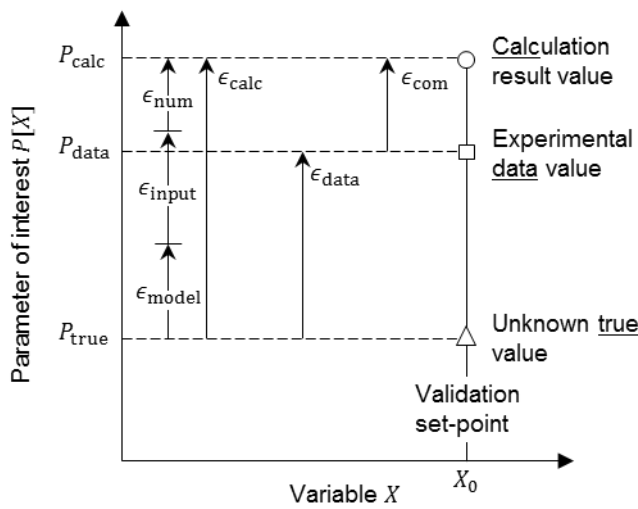 Parameter of interest P[X]
P_calc
P_data
P_true
ϵ_num
ϵ_input
ϵ_model
ϵ_calc
ϵ_data
ϵ_com
Calculation
result value
Experimental
data value
Unknown true
value
Validation
set-point
X_0
Variable X